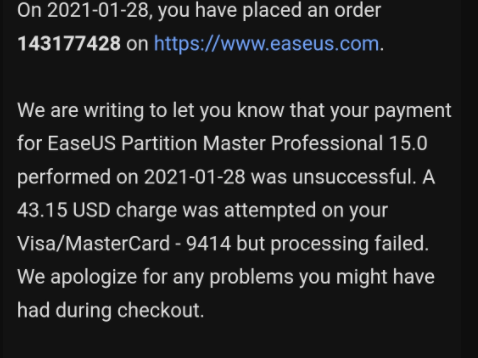 On 2021-01-28, you have placed an order
143177428 on https://www.easeus.com.
We are writing to let you know that your payment
for EaseUS Partition Master Professional 15.0
performed on 2021-01-28 was unsuccessful. A
43.15 USD charge was attempted on your
Visa/MasterCard - 9414 but processing failed.
We apologize for any problems you might have
had during checkout.